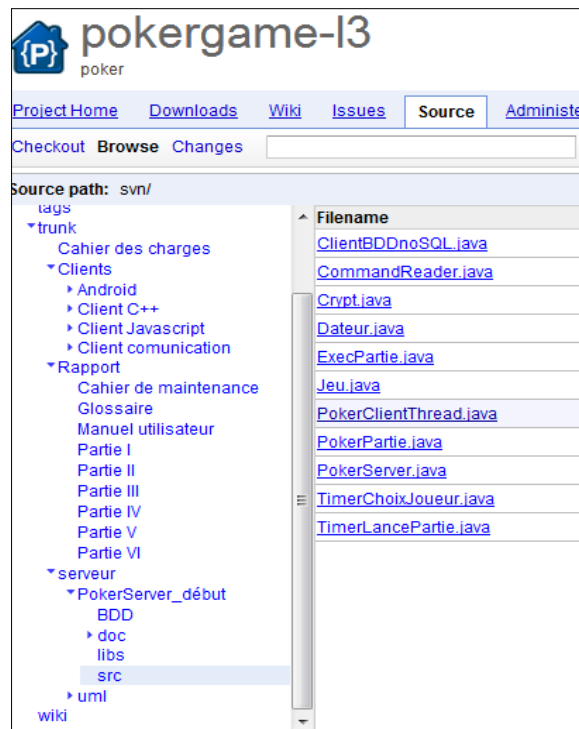 {P}
pokergame-l3
poker
Project Home Downloads Wiki Issues Source Administe
Checkout Browse Changes
Source path: svn/
tags
trunk
Cahier des charges
Clients
Android
Client C++
Client Javascript
Client comunication
Rapport
Cahier de maintenance
Glossaire
Manuel utilisateur
Partie I
Partie II
Partie III
Partie IV
Partie V
Partie VI
serveur
PokerServer_début
BDD
doc
libs
src
uml
wiki
Filename
ClientBDDnoSQL.java
CommandReader.java
Crypt.java
Dateur.java
ExecPartie.java
Jeu.java
PokerClientThread.java
PokerPartie.java
PokerServer.java
TimerChoixJoueur.java
TimerLancePartie.java